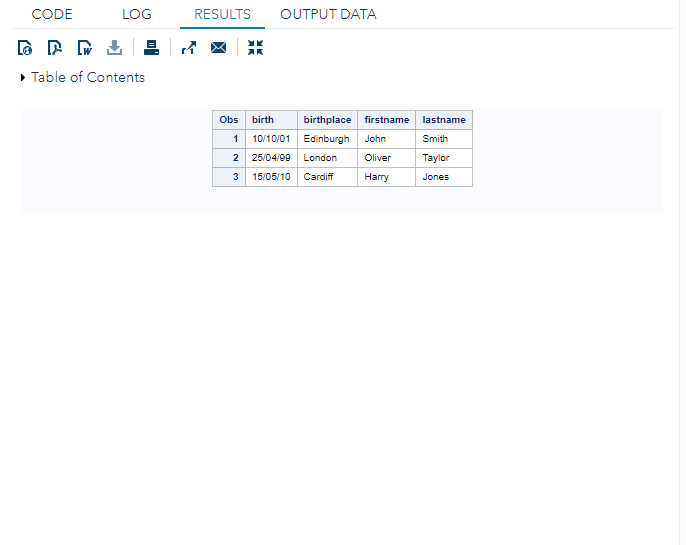 CODE LOG RESULTS OUTPUT DATA
Table of Contents
Obs birth birthplace firstname lastname
1 10/10/01 Edinburgh John Smith
2 25/04/99 London Oliver Taylor
3 15/05/10 Cardiff Harry Jones